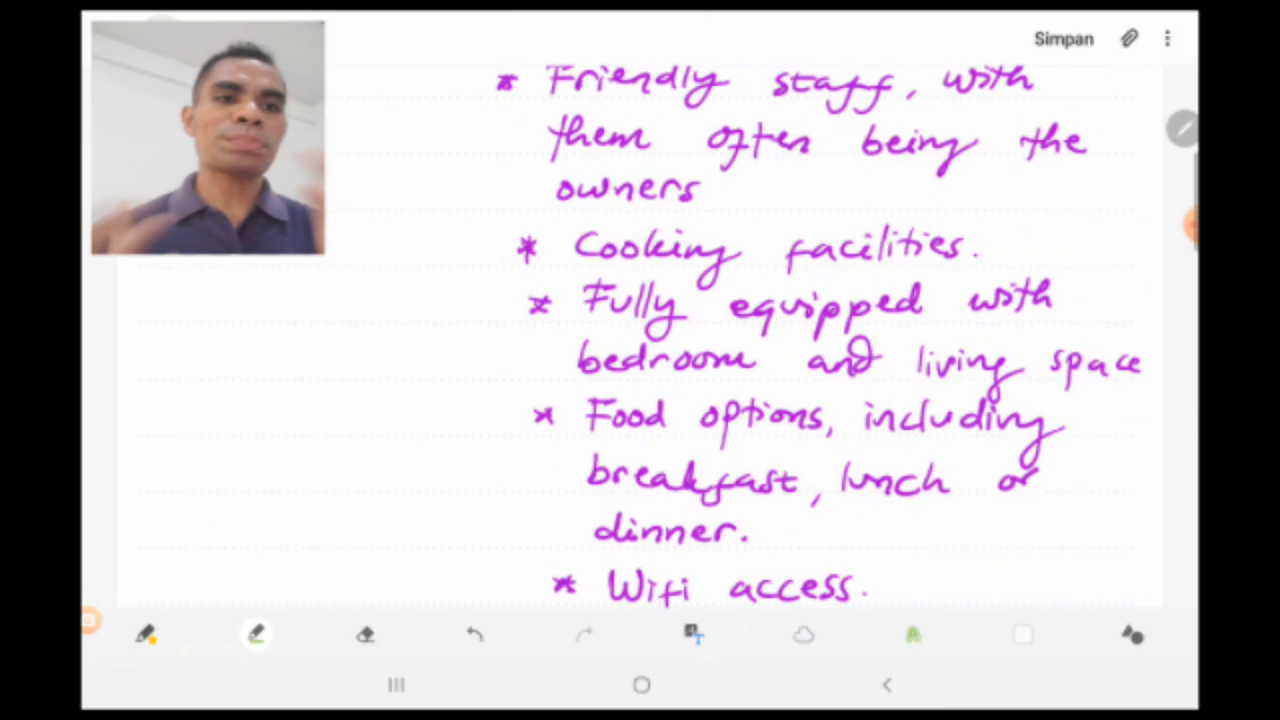 Simpan
* Friendly staff, with
them often being the
owners
* Cooking facilities.
* Fully equipped with
bedroom and living space
* Food options, including
breakfast, lunch or
dinner.
* Wifi access.